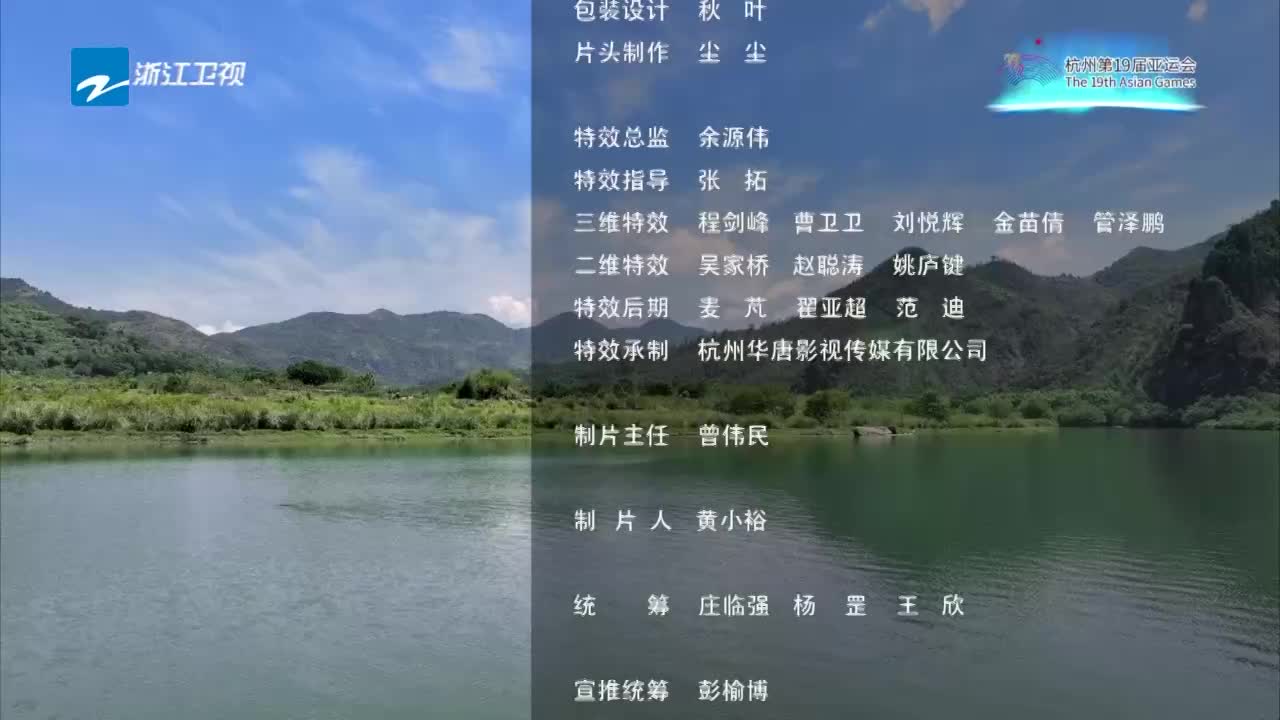 包装设计 秋 叶
片头制作 尘 尘
浙江卫视
杭州第19届亚运会
The 19th Asian Games
特效总监 余源伟
特效指导 张 拓
三维特效 程剑峰 曹卫卫 刘悦辉 金苗倩 管泽鹏
二维特效 吴家桥 赵聪涛 姚庐键
特效后期 麦 芃 翟亚超 范 迪
特效承制 杭州华唐影视传媒有限公司
制片主任 曾伟民
制 片 人 黄小裕
统 筹 庄临强 杨 罡 王 欣
宣推统筹 彭榆博